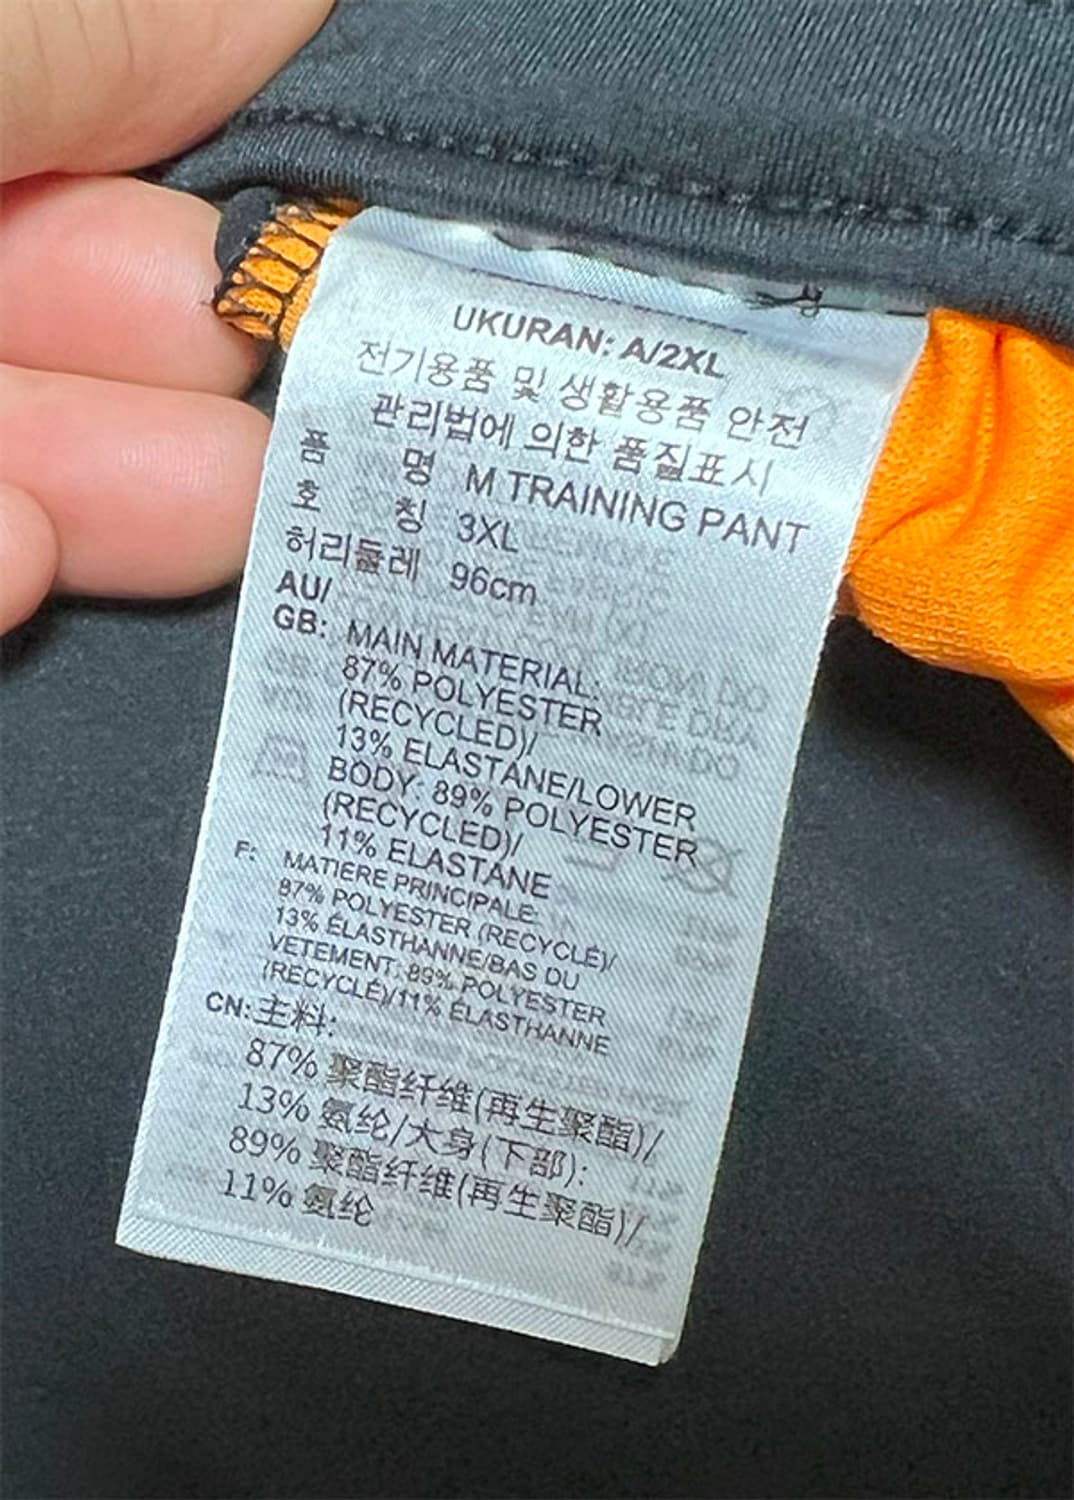 UKURAN: A/2XL
전기용품 및 생활용품 안전
관리법에 의한 품질표시
품 명 M TRAINING PANT
호 칭 3XL
허리둘레 96cm
AU/
GB: MAIN MATERIAL:
87% POLYESTER
(RECYCLED)/
13% ELASTANE/LOWER
BODY: 89% POLYESTER
(RECYCLED)/
11% ELASTANE
F: MATIERE PRINCIPALE:
87% POLYESTER (RECYCLÉ)/
13% ÉLASTHANNE/BAS DU
VETEMENT: 89% POLYESTER
(RECYCLÉ)/11% ÉLASTHANNE
CN: 主料:
87% 聚酯纤维(再生聚酯)/
13% 氨纶/大身(下部):
89% 聚酯纤维(再生聚酯)/
11% 氨纶